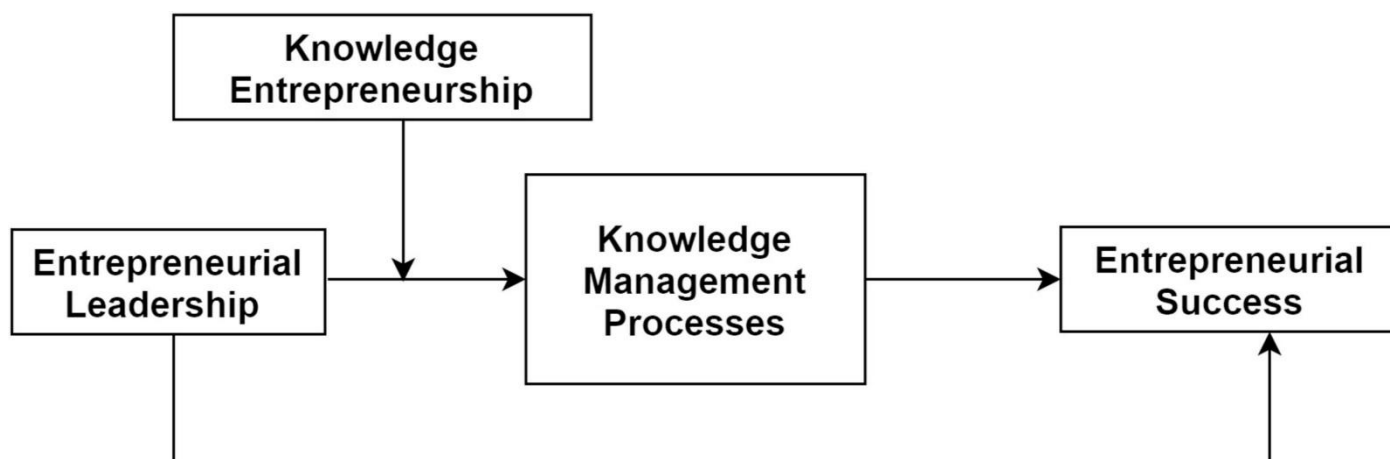 Knowledge
Entrepreneurship
Entrepreneurial
Leadership
Knowledge
Management
Processes
Entrepreneurial
Success